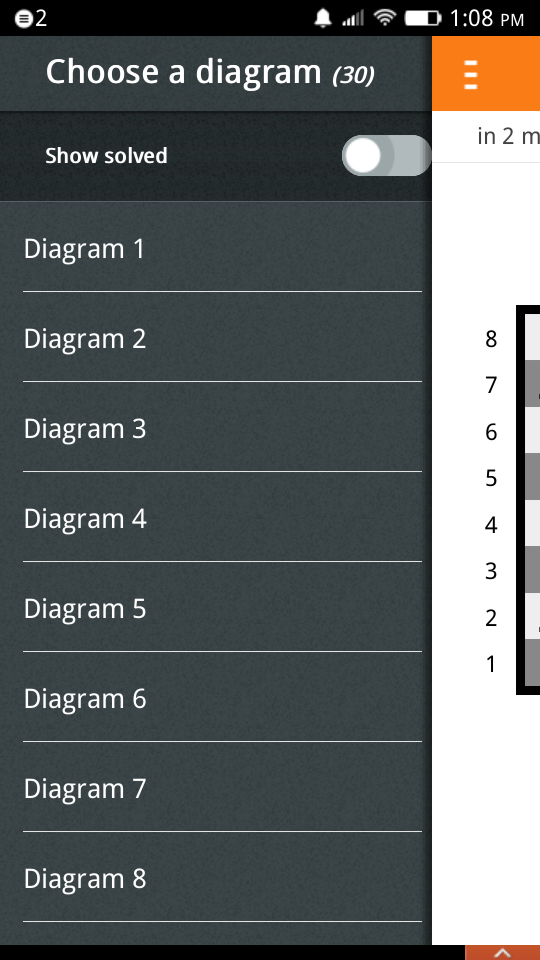 2 1:08 PM
Choose a diagram (30)
Show solved
in 2 m
Diagram 1
Diagram 2
Diagram 3
Diagram 4
Diagram 5
Diagram 6
Diagram 7
Diagram 8
8
7
6
5
4
3
2
1